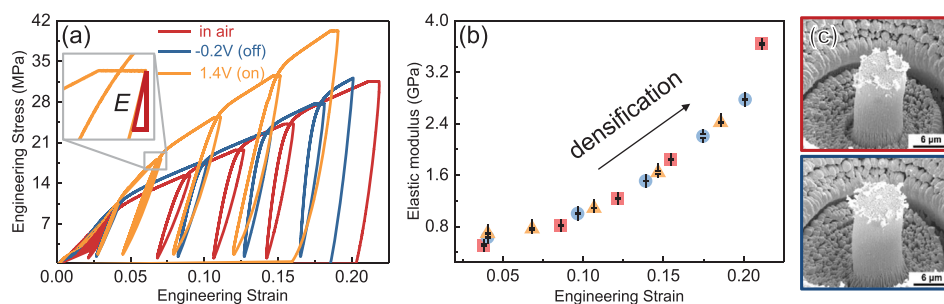 (a)
in air
-0.2V (off)
1.4V (on)
E
Engineering Stress (MPa)
42
35
28
21
14
7
0.00
0.05
0.10
0.15
0.20
Engineering Strain
(b)
densification
Elastic modulus (GPa)
4.0
3.2
2.4
1.6
0.8
0.05
0.10
0.15
0.20
Engineering Strain
(c)
6 μm
6 μm